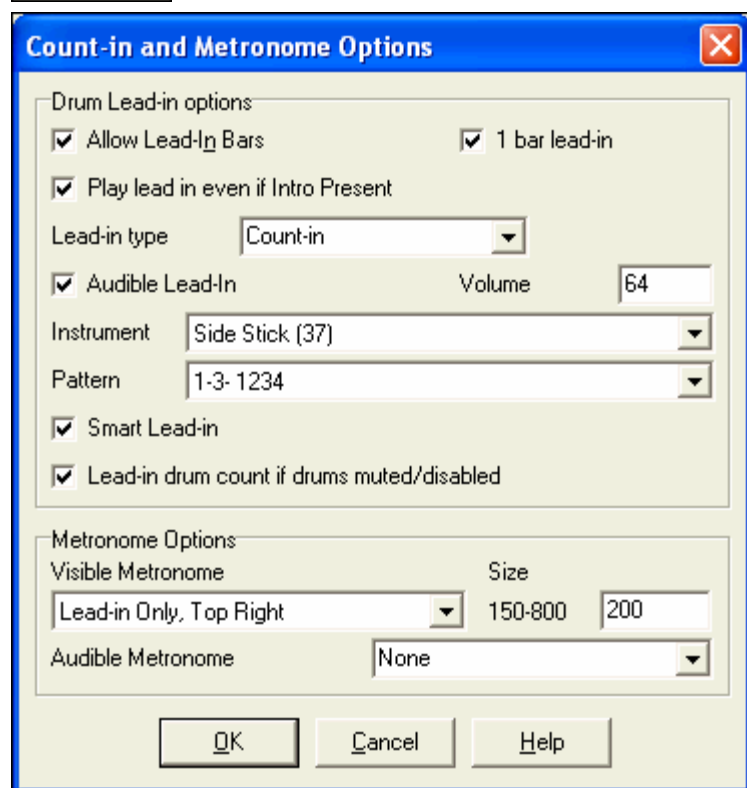 Count-in and Metronome Options
Drum Lead-in options
Allow Lead-In Bars 1 bar lead-in
Play lead in even if Intro Present
Lead-in type Count-in
Audible Lead-In Volume 64
Instrument Side Stick (37)
Pattern 1-3- 1234
Smart Lead-in
Lead-in drum count if drums muted/disabled
Metronome Options
Visible Metronome Size
Lead-in Only, Top Right 150-800 200
Audible Metronome None
OK Cancel Help